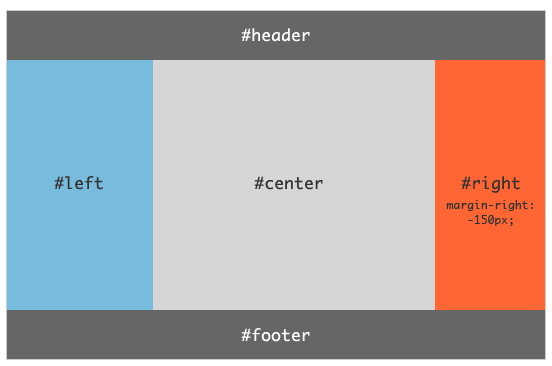 #header
#left
#center
#right
margin-right:
-150px;
#footer